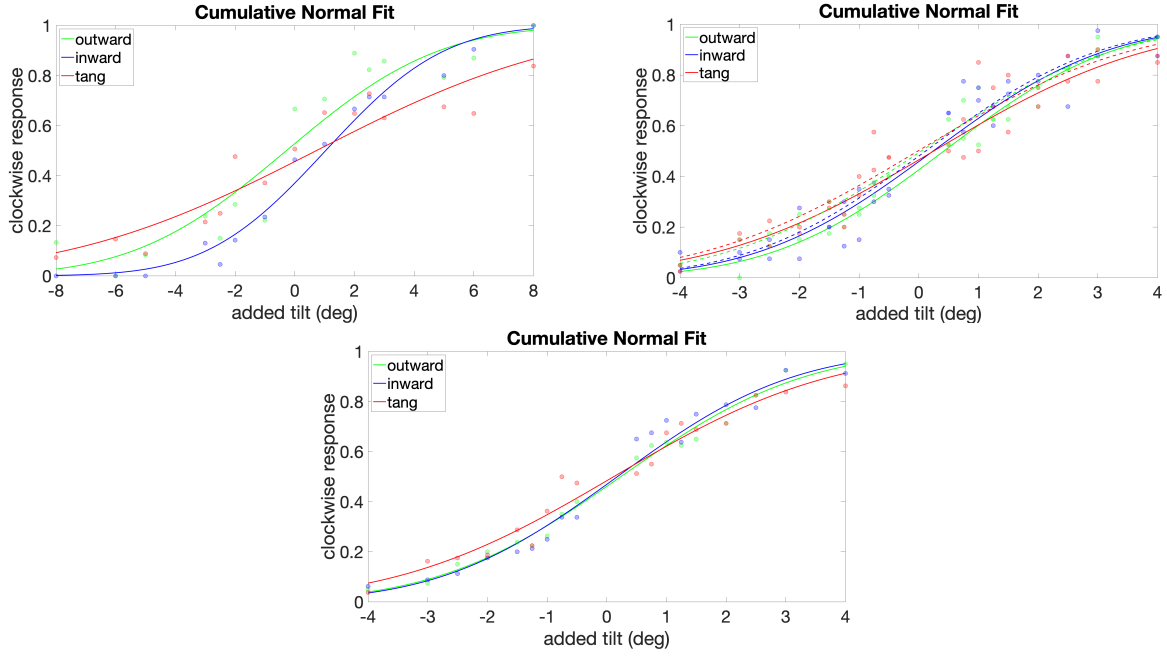 Cumulative Normal Fit
1
0.8
0.6
0.4
0.2
0
clockwise response
outward
inward
tang
-8 -6 -4 -2 0 2 4 6 8
added tilt (deg)
Cumulative Normal Fit
1
0.8
0.6
0.4
0.2
0
clockwise response
outward
inward
tang
-4 -3 -2 -1 0 1 2 3 4
added tilt (deg)
Cumulative Normal Fit
1
0.8
0.6
0.4
0.2
0
clockwise response
outward
inward
tang
-4 -3 -2 -1 0 1 2 3 4
added tilt (deg)